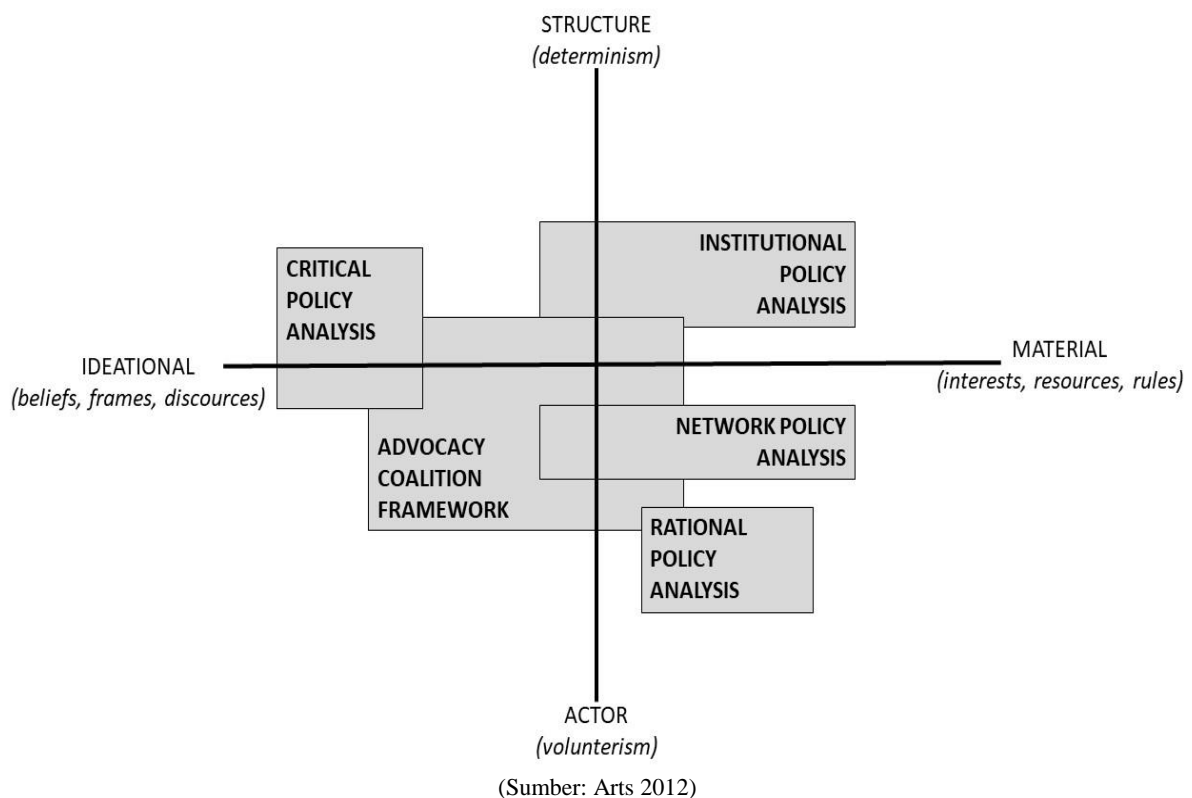 STRUCTURE
(determinism)
INSTITUTIONAL
POLICY
ANALYSIS
CRITICAL
POLICY
ANALYSIS
IDEATIONAL
(beliefs, frames, discources)
MATERIAL
(interests, resources, rules)
NETWORK POLICY
ANALYSIS
ADVOCACY
COALITION
FRAMEWORK
RATIONAL
POLICY
ANALYSIS
ACTOR
(volunterism)
(Sumber: Arts 2012)